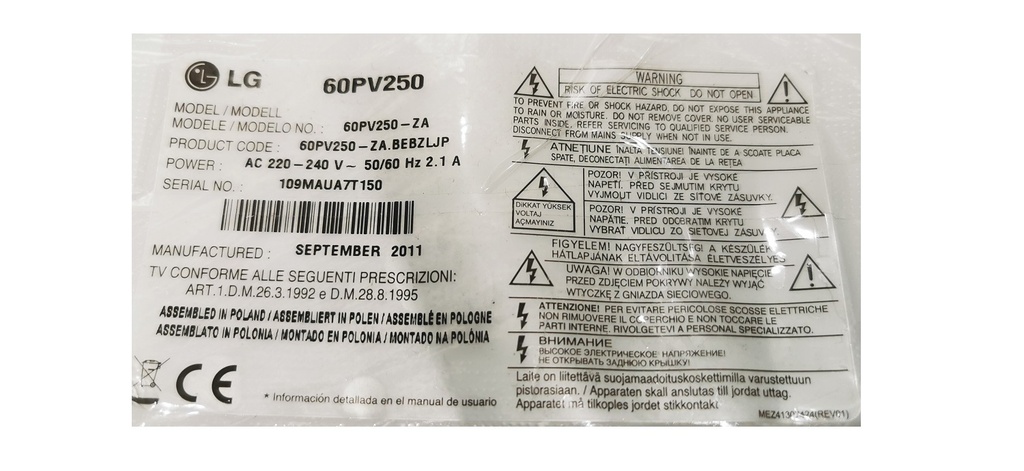 LG 60PV250
MODEL / MODELL
MODELE / MODELO NO. : 60PV250-ZA
PRODUCT CODE : 60PV250-ZA.BEBZLJP
POWER : AC 220-240 V~ 50/60 Hz 2.1 A
SERIAL NO. : 109MAUA7T150
MANUFACTURED : SEPTEMBER 2011
TV CONFORME ALLE SEGUENTI PRESCRIZIONI:
ART.1.D.M.26.3.1992 e D.M.28.8.1995
ASSEMBLED IN POLAND / ASSEMBLIERT IN POLEN / ASSEMBLÉ EN POLOGNE
ASSEMBLATO IN POLONIA / MONTADO EN POLONIA / MONTADO NA POLÓNIA
CE
* Información detallada en el manual de usuario
WARNING
RISK OF ELECTRIC SHOCK DO NOT OPEN
TO PREVENT FIRE OR SHOCK HAZARD, DO NOT EXPOSE THIS APPLIANCE
TO RAIN OR MOISTURE. DO NOT REMOVE COVER. NO USER SERVICEABLE
PARTS INSIDE, REFER SERVICING TO QUALIFIED SERVICE PERSON.
DISCONNECT FROM MAINS SUPPLY WHEN NOT IN USE.
ATNEŢIUNE ÎNALTA TENSIUNE! ÎNAINTE DE A SCOATE PLACA
SPATE, DECONECTAŢI ALIMENTAREA DE LA REŢEA
DIKKAT YÜKSEK
VOLTAJ
AÇMAYINIZ
POZOR! V PŘÍSTROJI JE VYSOKÉ
NAPĚTÍ. PŘED SEJMUTIM KRYTU
VYJMOUT VIDLICI ZE SÍŤOVÉ ZÁSUVKY.
POZOR! V PRÍSTROJI JE VYSOKÉ
NAPÄTIE. PRED ODOBRATIM KRYTU
VYBRAŤ VIDLICU ZO SIEŤOVEJ ZÁSUVKY
FIGYELEM! NAGYFESZÜLTSÉG! A KÉSZÜLÉK
HÁTLAPJÁNAK ELTÁVOLÍTÁSA ÉLETVESZÉLYES
UWAGA! W ODBIORNIKU WYSOKIE NAPIĘCIE
PRZED ZDJĘCIEM POKRYWY NALEŻY WYJĄĆ
WTYCZKĘ Z GNIAZDA SIECIOWEGO.
ATTENZIONE! PER EVITARE PERICOLOSE SCOSSE ELETTRICHE
NON RIMUOVERE IL COPERCHIO E NON TOCCARE LE
PARTI INTERNE. RIVOLGETEVI A PERSONAL SPECIALIZZATO.
ВНИМАНИЕ
ВЫСОКОЕ ЭЛЕКТРИЧЕСКОЕ НАПРЯЖЕНИЕ!
НЕ ОТКРЫВАТЬ ЗАДНЮЮ КРЫШКУ!
Laite on liitettävä suojamaadoituskoskettimilla varustettuun
pistorasiaan. / Apparaten skall anslutas till jordat uttag.
Apparatet må tilkoples jordet stikkontakt